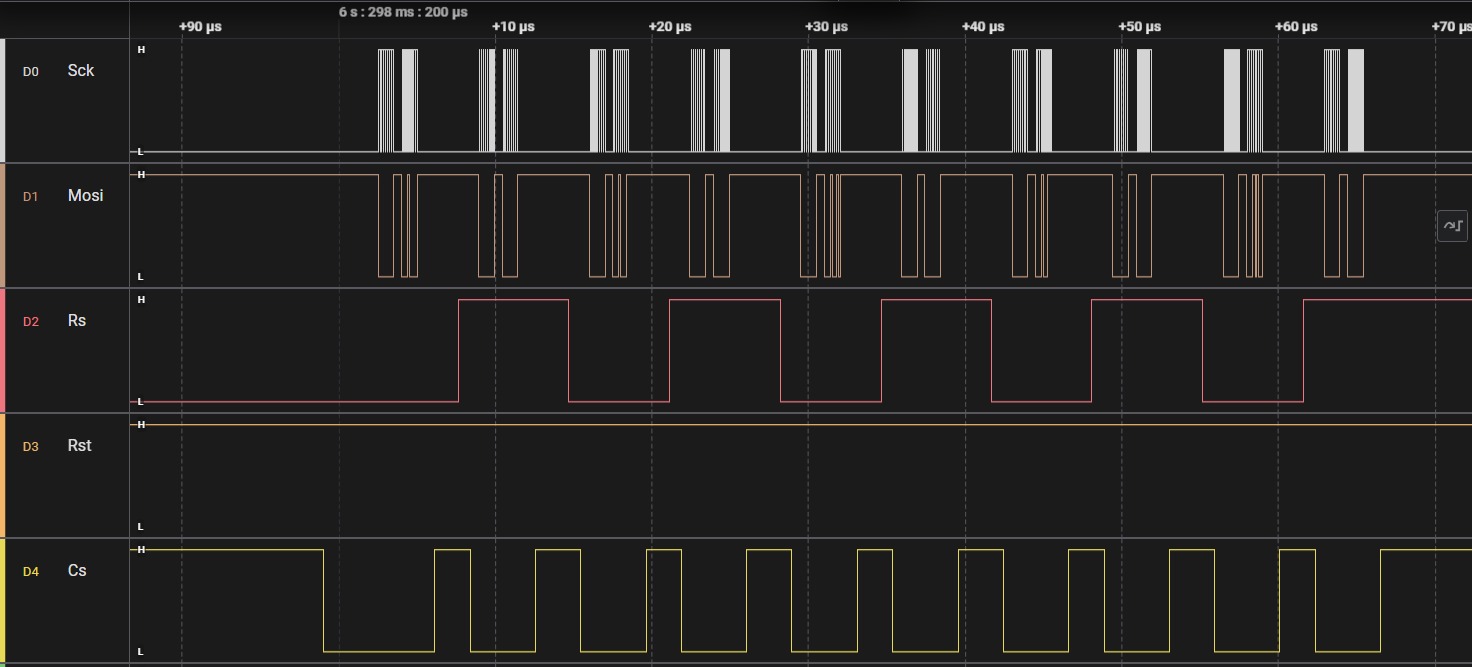 6 s : 298 ms : 200 µs
+90 µs +10 µs +20 µs +30 µs +40 µs +50 µs +60 µs +70 µs
H
D0 Sck
L
H
D1 Mosi
L
H
D2 Rs
L
H
D3 Rst
L
H
D4 Cs
L